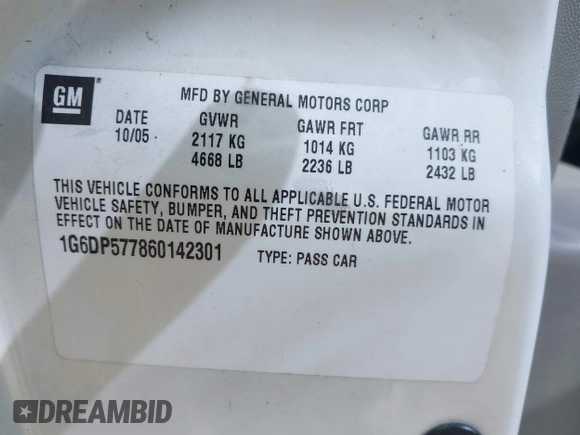 GM ®
MFD BY GENERAL MOTORS CORP
DATE GVWR GAWR FRT GAWR RR
10/05 2117 KG 1014 KG 1103 KG
4668 LB 2236 LB 2432 LB
THIS VEHICLE CONFORMS TO ALL APPLICABLE U.S. FEDERAL MOTOR
VEHICLE SAFETY, BUMPER, AND THEFT PREVENTION STANDARDS IN
EFFECT ON THE DATE OF MANUFACTURE SHOWN ABOVE.
1G6DP577860142301 TYPE: PASS CAR
DREAMBID